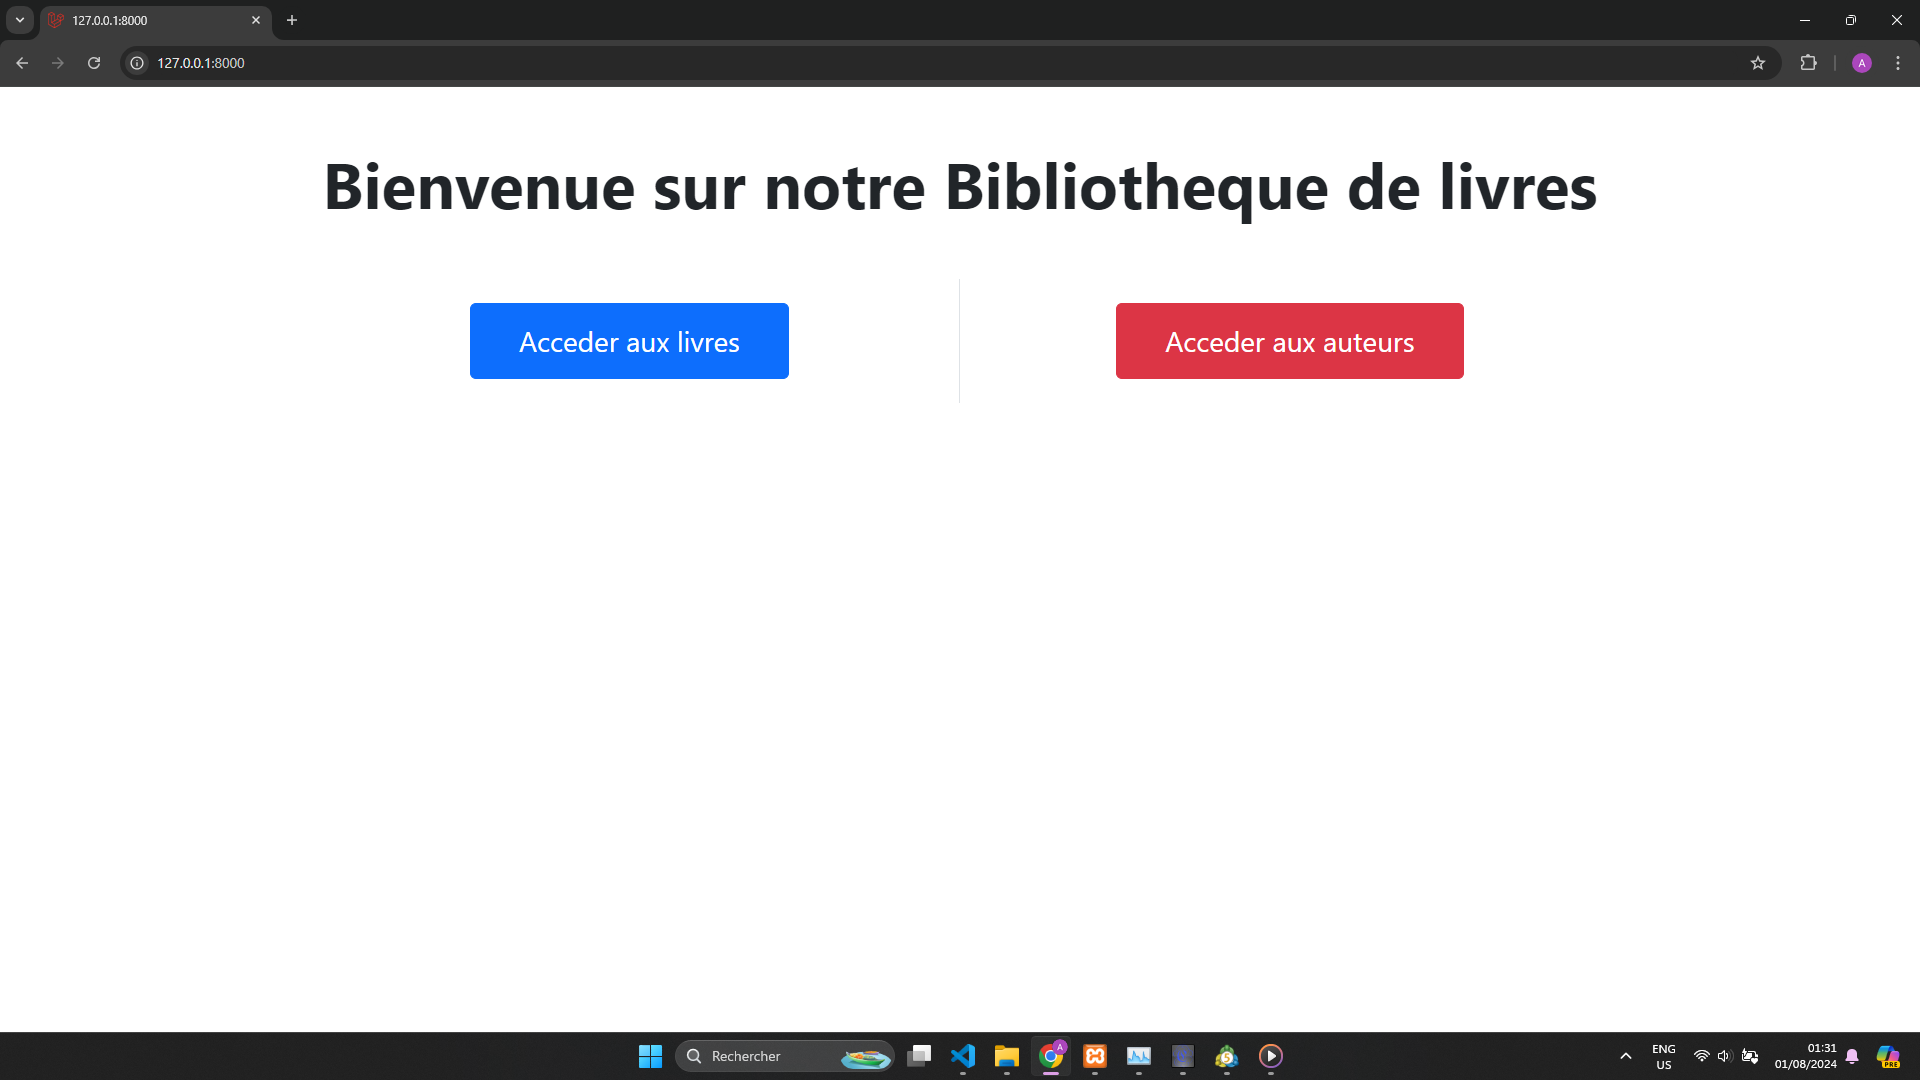 127.0.0.1:8000
127.0.0.1:8000
A
Bienvenue sur notre Bibliotheque de livres
Acceder aux livres
Acceder aux auteurs
Rechercher
A
ENG
US
01:31
01/08/2024
PRE